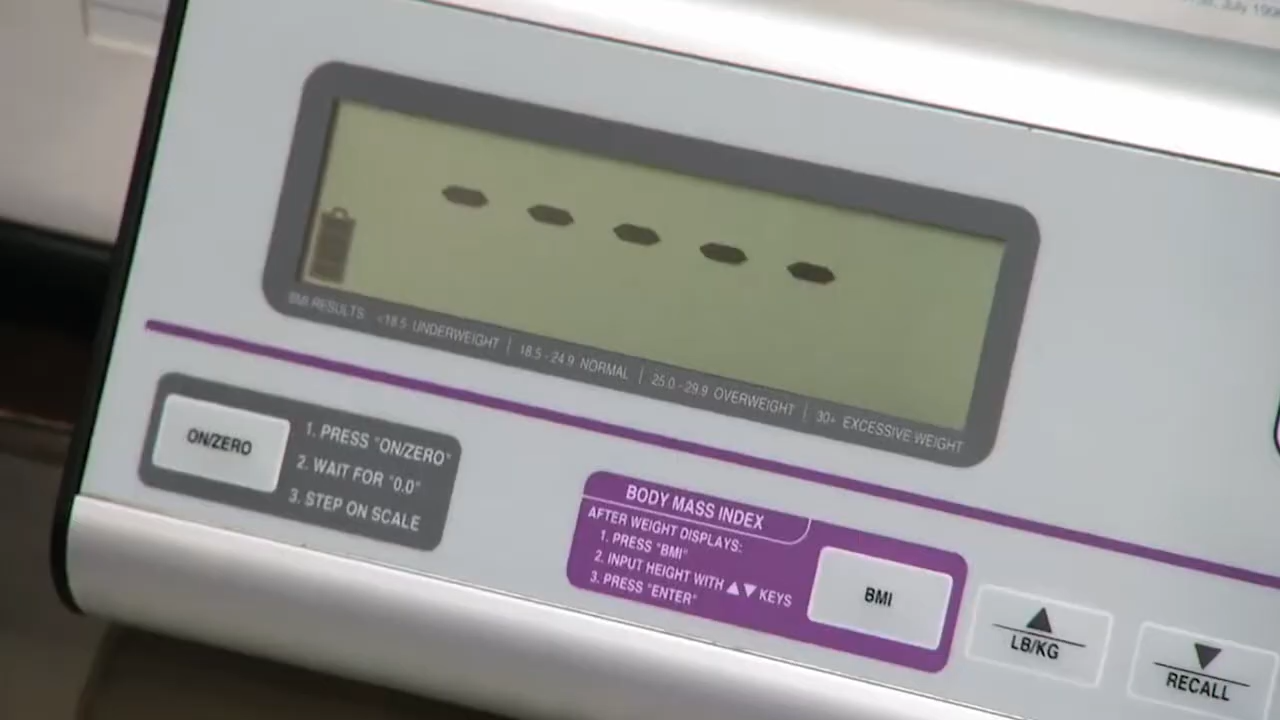 July 199
- - - - -
BMI RESULTS: <18.5 UNDERWEIGHT | 18.5 - 24.9 NORMAL | 25.0 - 29.9 OVERWEIGHT | 30+ EXCESSIVE WEIGHT
ON/ZERO
1. PRESS "ON/ZERO"
2. WAIT FOR "0.0"
3. STEP ON SCALE
BODY MASS INDEX
AFTER WEIGHT DISPLAYS:
1. PRESS "BMI"
2. INPUT HEIGHT WITH ▲▼ KEYS
3. PRESS "ENTER"
BMI
▲
LB/KG
▼
RECALL